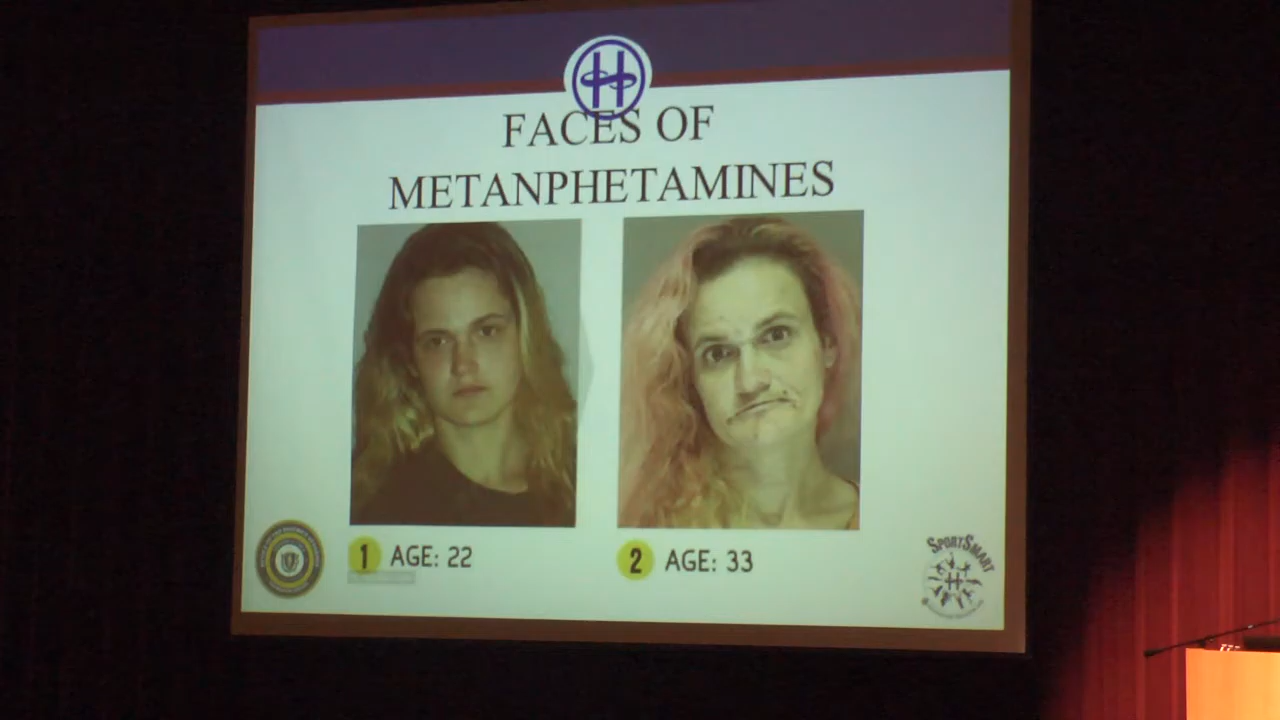 H
FACES OF
METANPHETAMINES
1 AGE: 22
2 AGE: 33
SPORTSMART
H